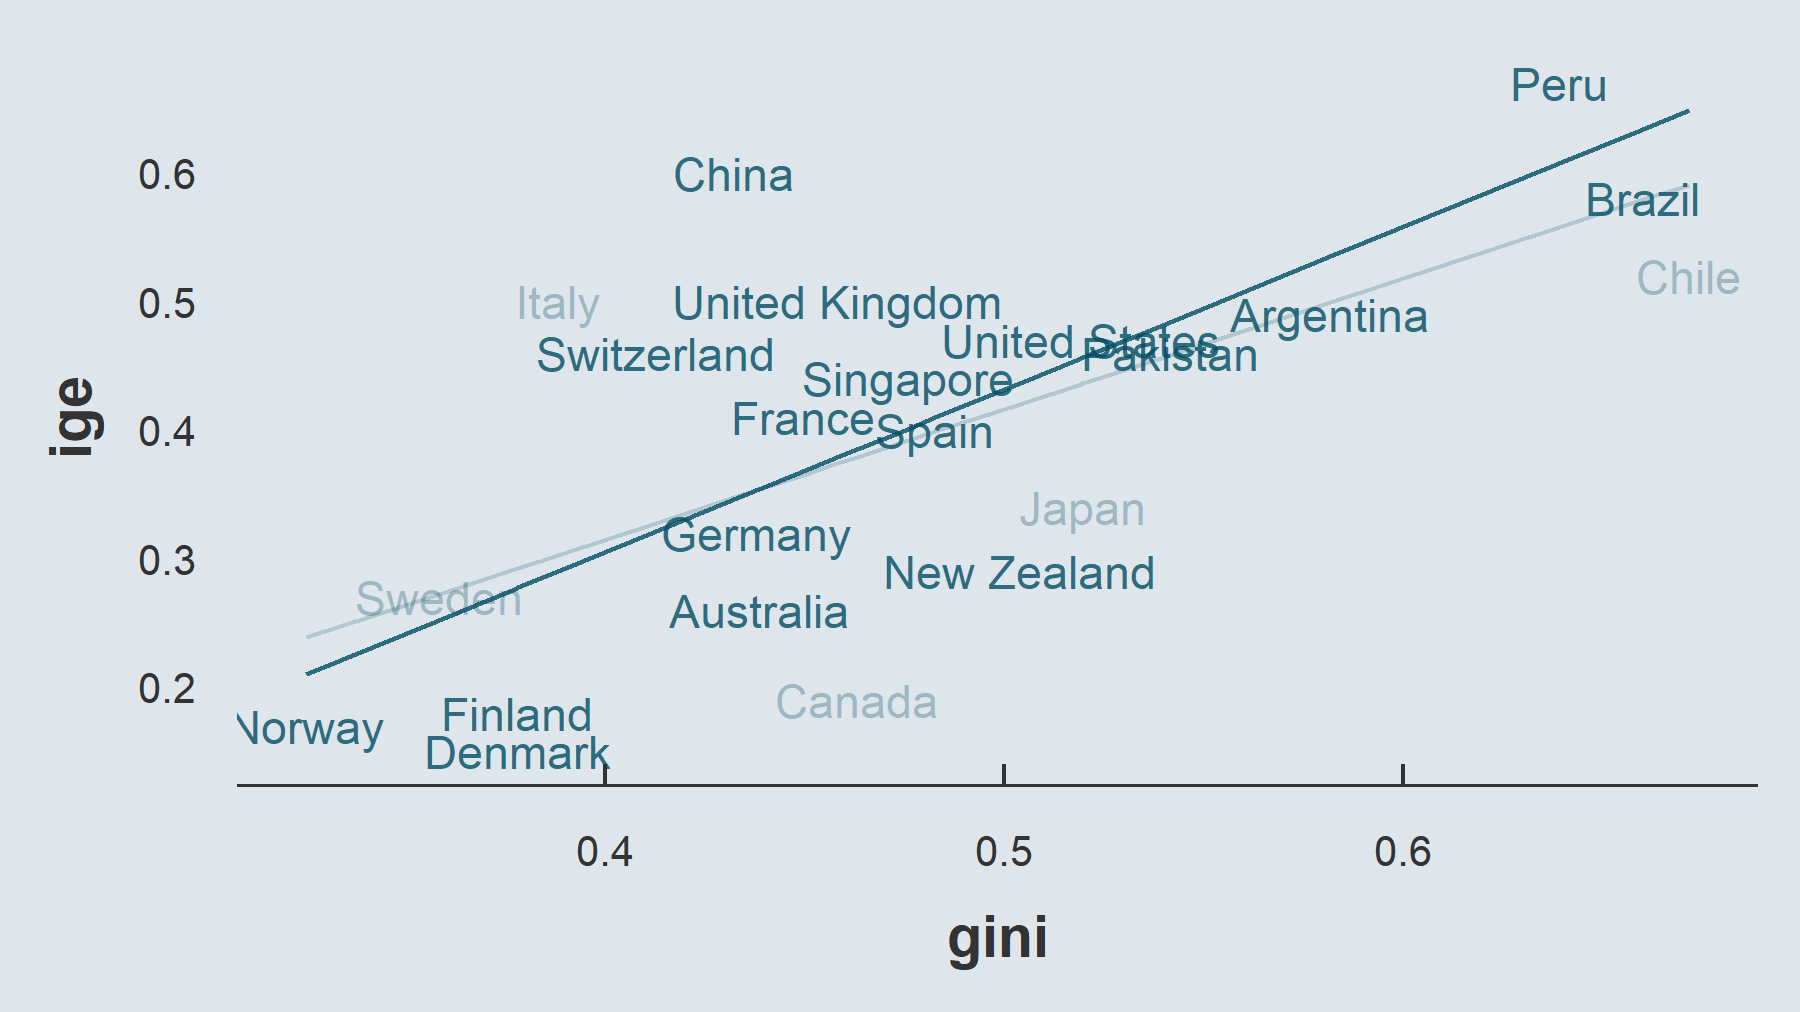 Peru
0.6
China
Brazil
Chile
0.5
Italy
United Kingdom
Argentina
United States
Switzerland
Pakistan
Singapore
ige
0.4
France
Spain
Japan
Germany
0.3
New Zealand
Sweden
Australia
0.2
Canada
Finland
Norway
Denmark
0.4
0.5
0.6
gini